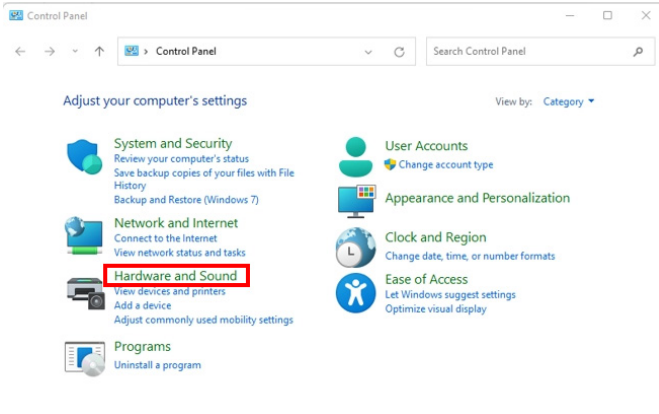 Control Panel
Control Panel
Search Control Panel
Adjust your computer's settings
View by: Category
System and Security
Review your computer's status
Save backup copies of your files with File
History
Backup and Restore (Windows 7)
Network and Internet
Connect to the Internet
View network status and tasks
Hardware and Sound
View devices and printers
Add a device
Adjust commonly used mobility settings
Programs
Uninstall a program
User Accounts
Change account type
Appearance and Personalization
Clock and Region
Change date, time, or number formats
Ease of Access
Let Windows suggest settings
Optimize visual display